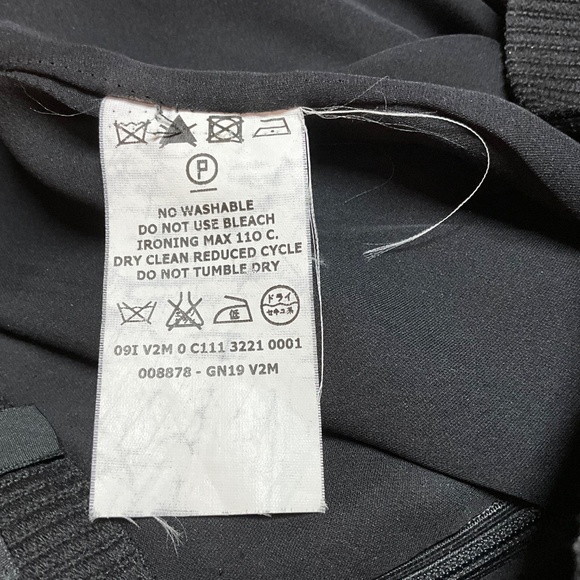 P
NO WASHABLE
DO NOT USE BLEACH
IRONING MAX 110 C.
DRY CLEAN REDUCED CYCLE
DO NOT TUMBLE DRY
低 ドライ
セキユ系
09I V2M 0 C111 3221 0001
008878 - GN19 V2M